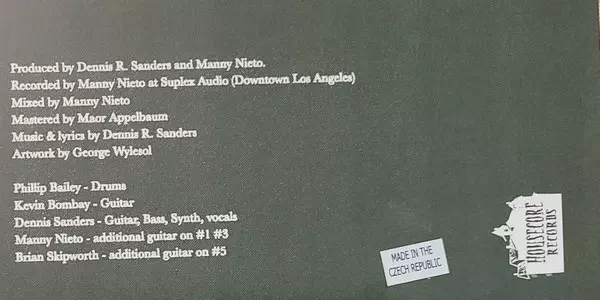 Produced by Dennis R. Sanders and Manny Nieto.
Recorded by Manny Nieto at Suplex Audio (Downtown Los Angeles)
Mixed by Manny Nieto
Mastered by Maor Appelbaum
Music & lyrics by Dennis R. Sanders
Artwork by George Wylesol
Phillip Bailey - Drums
Kevin Bombay - Guitar
Dennis Sanders - Guitar, Bass, Synth, vocals
Manny Nieto - additional guitar on #1 #3
Brian Skipworth - additional guitar on #5
MADE IN THE
CZECH REPUBLIC
HOUSECORE
RECORDS